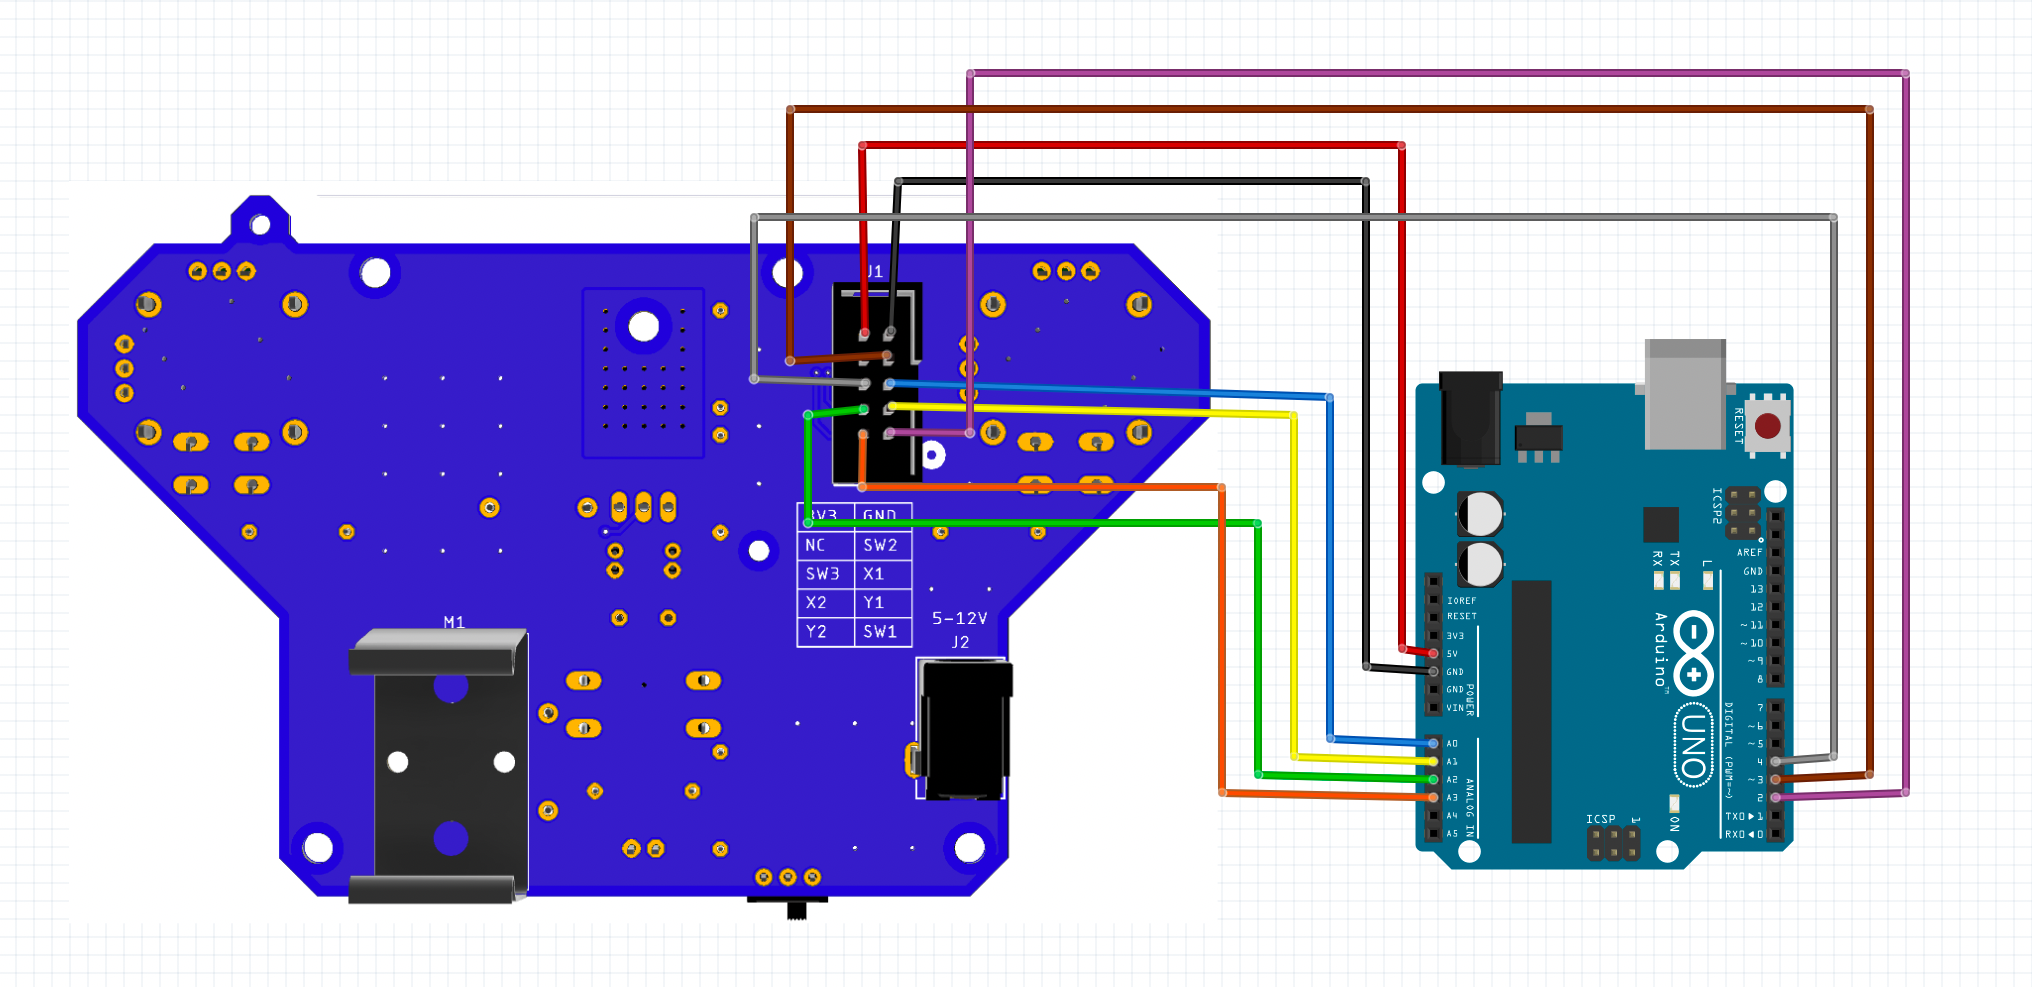 J1
3V3 GND
NC SW2
SW3 X1
X2 Y1
Y2 SW1
5-12V
J2
M1
RESET
ICSP2
AREF
GND
13
12
~11
~10
~9
8
7
~6
~5
4
~3
2
TX0▶1
RX0◀0
DIGITAL (PWM=~)
RX
TX
L
Arduino™
UNO
IOREF
RESET
3V3
5V
GND
GND
VIN
POWER
A0
A1
A2
A3
A4
A5
ANALOG IN
ON
ICSP
1